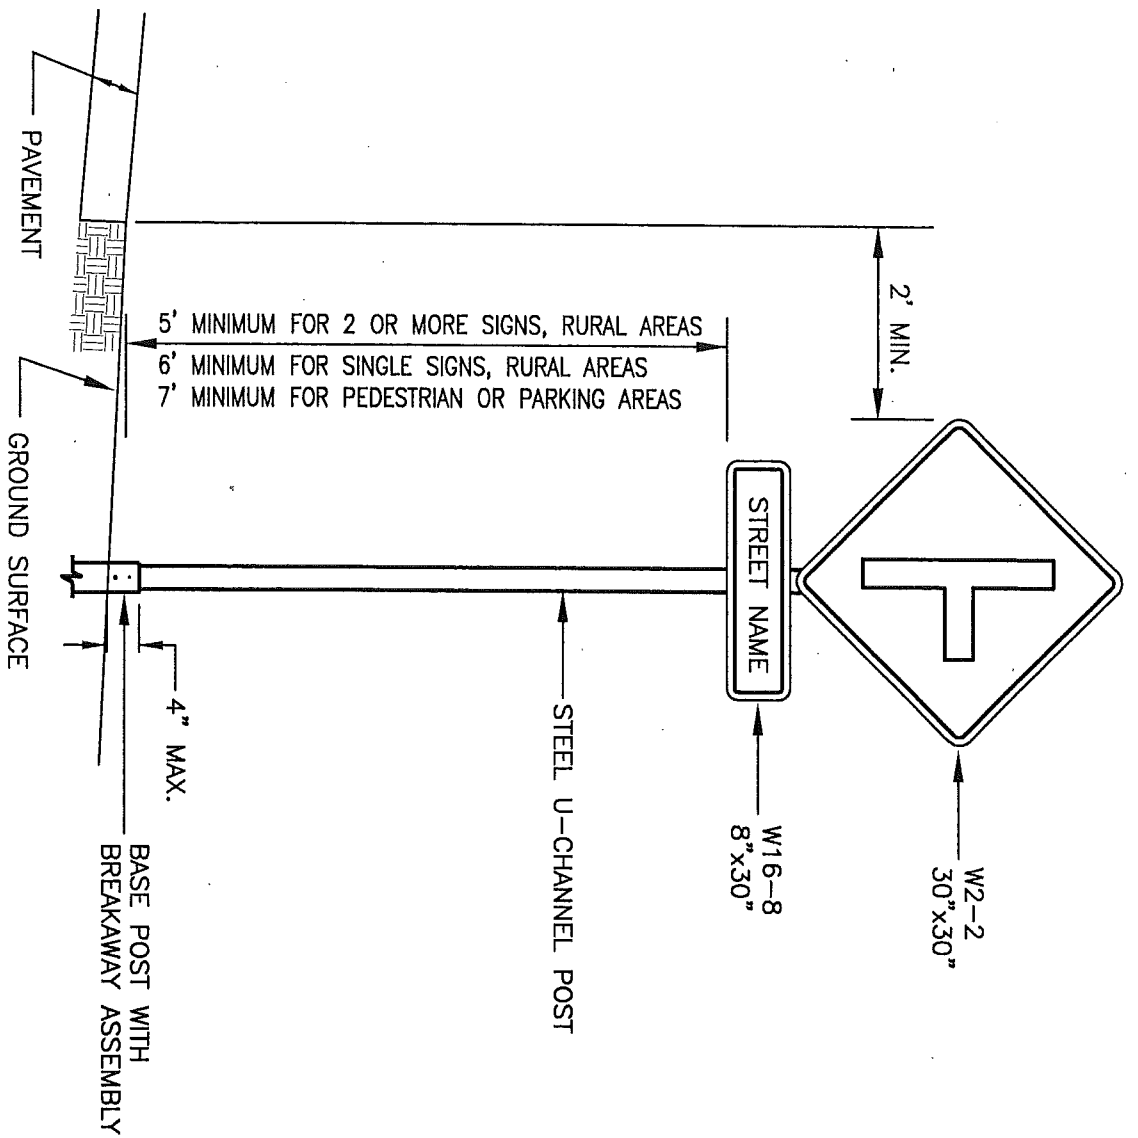 W2-2
30"x30"
W16-8
8"x30"
STREET NAME
2' MIN.
5' MINIMUM FOR 2 OR MORE SIGNS, RURAL AREAS
6' MINIMUM FOR SINGLE SIGNS, RURAL AREAS
7' MINIMUM FOR PEDESTRIAN OR PARKING AREAS
STEEL U-CHANNEL POST
4" MAX.
PAVEMENT
GROUND SURFACE
BASE POST WITH
BREAKAWAY ASSEMBLY